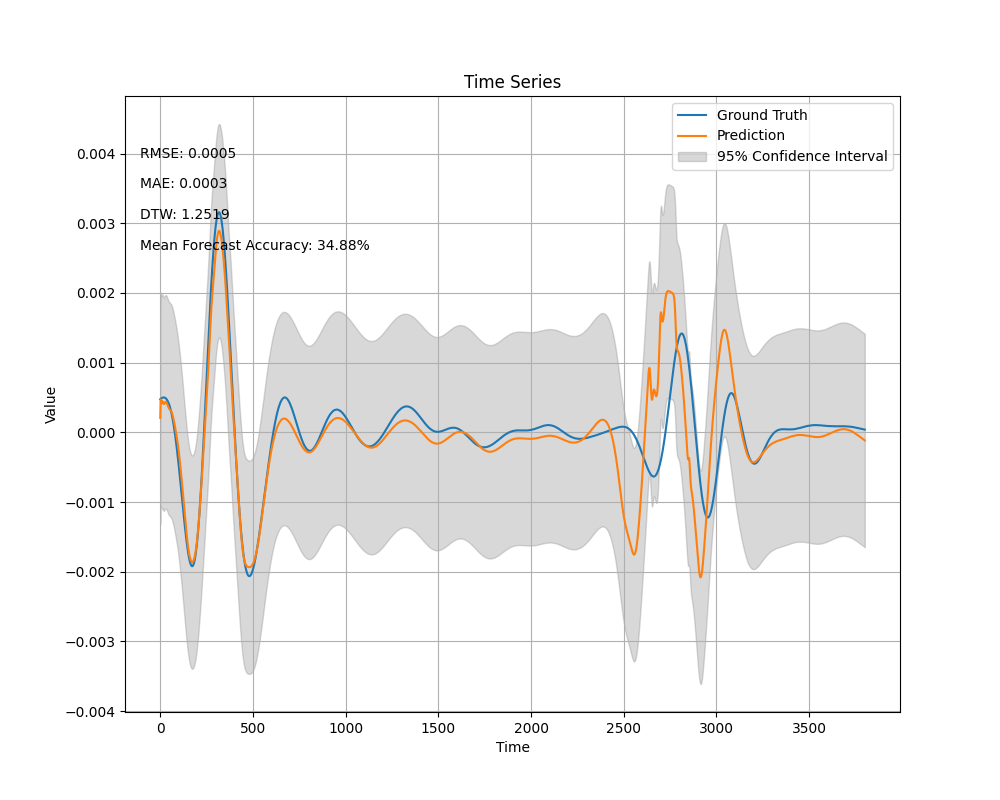 Time Series
Ground Truth
Prediction
95% Confidence Interval
RMSE: 0.0005
MAE: 0.0003
DTW: 1.2519
Mean Forecast Accuracy: 34.88%
0.004
0.003
0.002
0.001
0.000
−0.001
−0.002
−0.003
−0.004
Value
0 500 1000 1500 2000 2500 3000 3500
Time